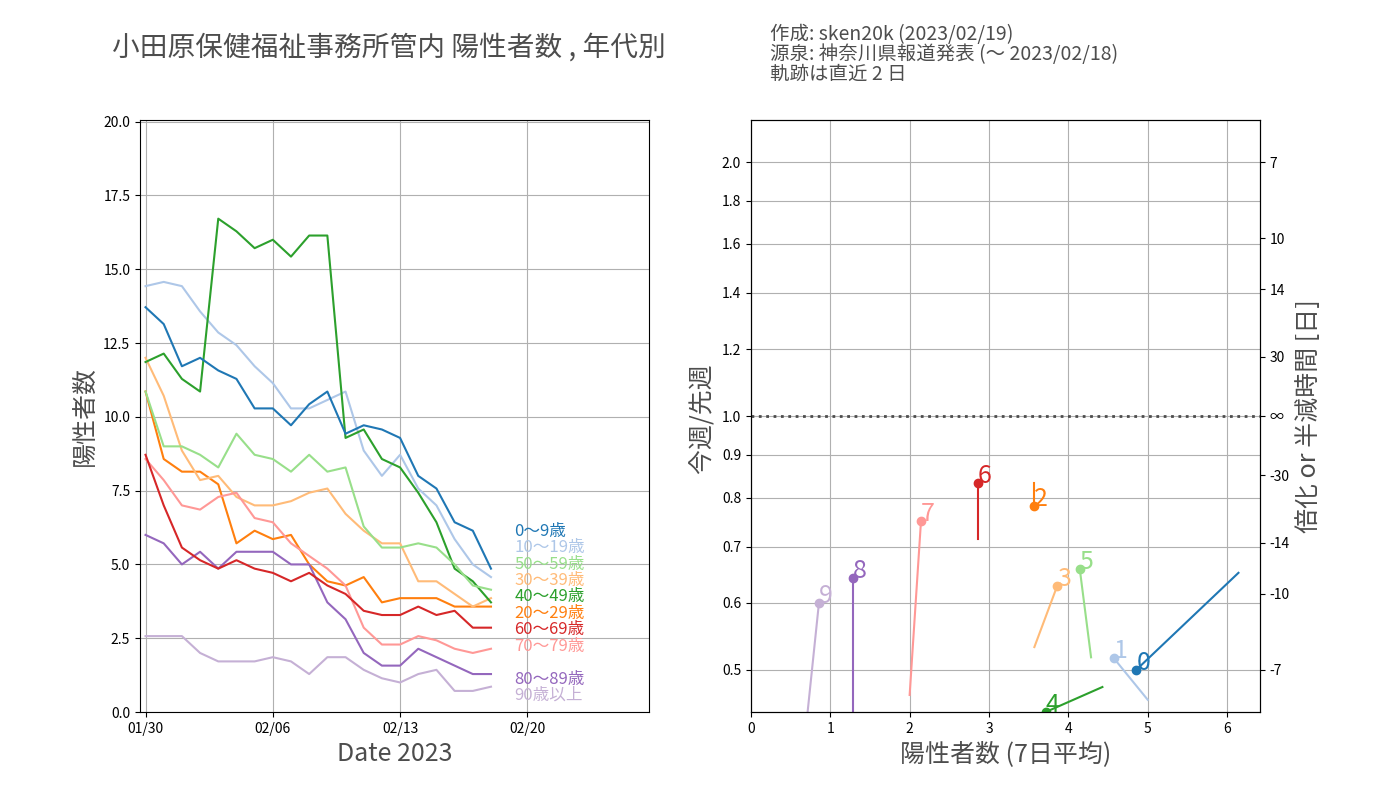 小田原保健福祉事務所管内 陽性者数 , 年代別
作成: sken20k (2023/02/19)
源泉: 神奈川県報道発表 (〜 2023/02/18)
軌跡は直近 2 日
陽性者数
20.0
17.5
15.0
12.5
10.0
7.5
5.0
2.5
0.0
01/30
02/06
02/13
02/20
Date 2023
0〜9歳
10〜19歳
50〜59歳
30〜39歳
40〜49歳
20〜29歳
60〜69歳
70〜79歳
80〜89歳
90歳以上
今週/先週
2.0
1.8
1.6
1.4
1.2
1.0
0.9
0.8
0.7
0.6
0.5
0
1
2
3
4
5
6
陽性者数 (7日平均)
7
10
14
30
∞
-30
-14
-10
-7
倍化 or 半減時間 [日]
6
2
7
8
5
3
9
1
0
4